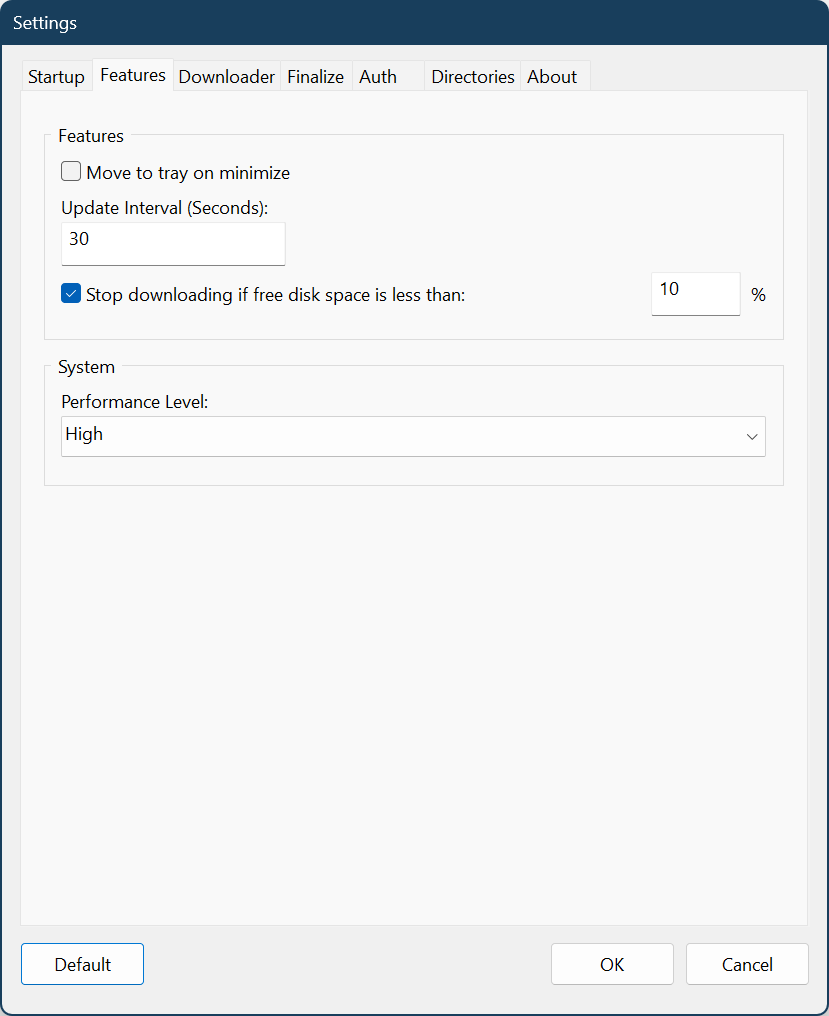 Settings
Startup Features Downloader Finalize Auth Directories About
Features
Move to tray on minimize
Update Interval (Seconds):
30
Stop downloading if free disk space is less than: 10 %
System
Performance Level:
High
Default OK Cancel